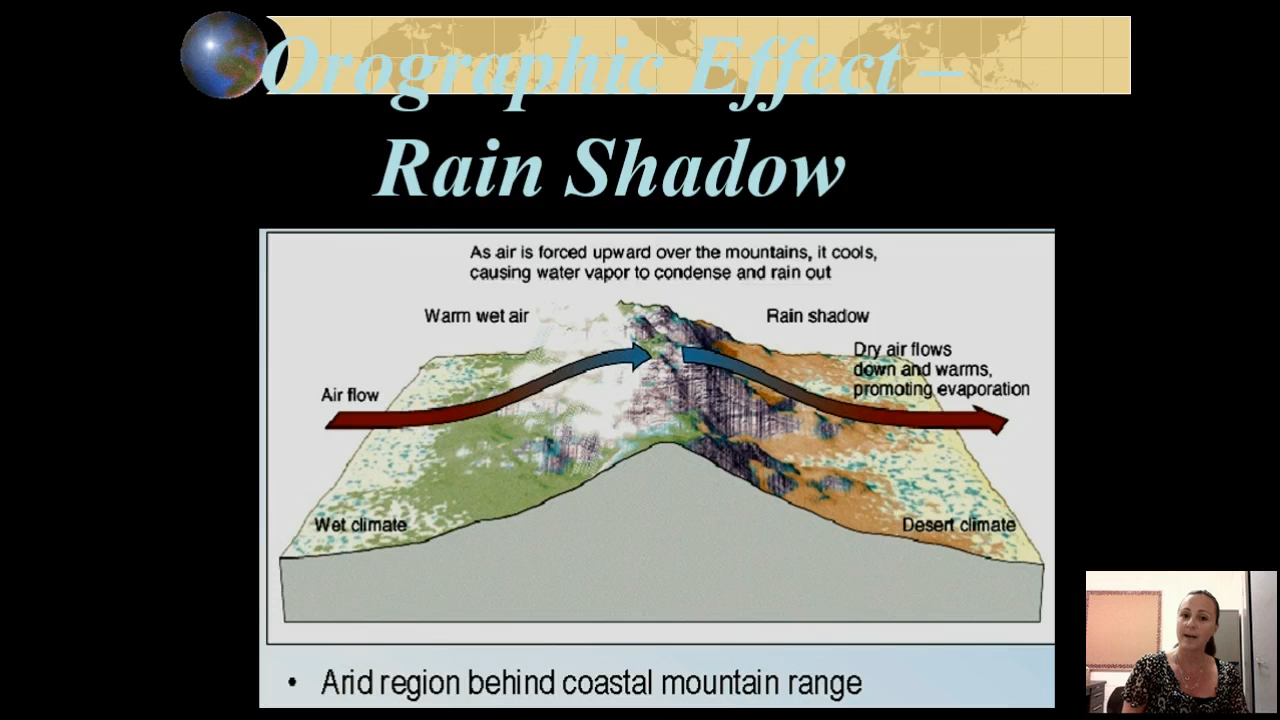 Orographic Effect –
Rain Shadow
As air is forced upward over the mountains, it cools,
causing water vapor to condense and rain out
Warm wet air
Rain shadow
Dry air flows
down and warms,
promoting evaporation
Air flow
Wet climate
Desert climate
• Arid region behind coastal mountain range